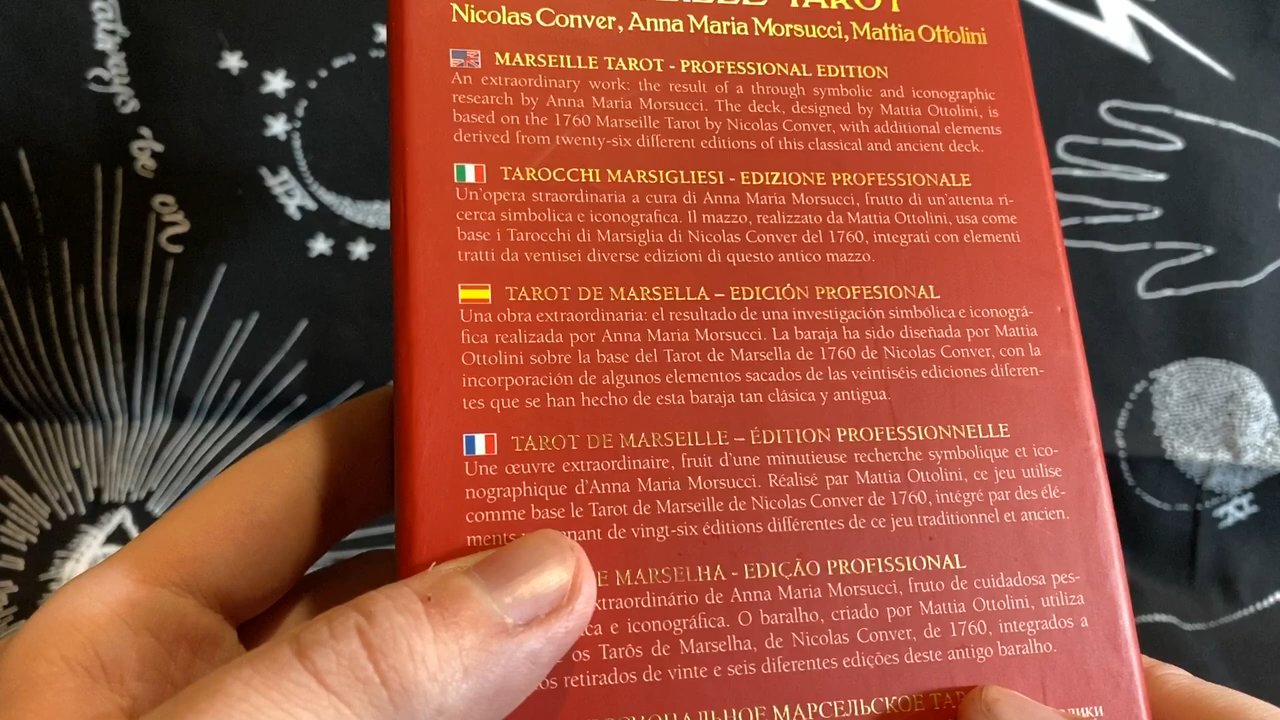 TAROT
Nicolas Conver, Anna Maria Morsucci, Mattia Ottolini
MARSEILLE TAROT - PROFESSIONAL EDITION
An extraordinary work: the result of a through symbolic and iconographic
research by Anna Maria Morsucci. The deck, designed by Mattia Ottolini, is
based on the 1760 Marseille Tarot by Nicolas Conver, with additional elements
derived from twenty-six different editions of this classical and ancient deck.
TAROCCHI MARSIGLIESI - EDIZIONE PROFESSIONALE
Un'opera straordinaria a cura di Anna Maria Morsucci, frutto di un'attenta ri-
cerca simbolica e iconografica. Il mazzo, realizzato da Mattia Ottolini, usa come
base i Tarocchi di Marsiglia di Nicolas Conver del 1760, integrati con elementi
tratti da ventisei diverse edizioni di questo antico mazzo.
TAROT DE MARSELLA – EDICIÓN PROFESIONAL
Una obra extraordinaria: el resultado de una investigación simbólica e iconográ-
fica realizada por Anna Maria Morsucci. La baraja ha sido diseñada por Mattia
Ottolini sobre la base del Tarot de Marsella de 1760 de Nicolas Conver, con la
incorporación de algunos elementos sacados de las veintiséis ediciones diferen-
tes que se han hecho de esta baraja tan clásica y antigua.
TAROT DE MARSEILLE – ÉDITION PROFESSIONNELLE
Une œuvre extraordinaire, fruit d'une minutieuse recherche symbolique et ico-
nographique d'Anna Maria Morsucci. Réalisé par Mattia Ottolini, ce jeu utilise
comme base le Tarot de Marseille de Nicolas Conver de 1760, intégré par des élé-
ments de vingt-six éditions différentes de ce jeu traditionnel et ancien.
MARSELHA - EDIÇÃO PROFISSIONAL
de Anna Maria Morsucci, fruto de cuidadosa pes-
e iconográfica. O baralho, criado por Mattia Ottolini, utiliza
os Tarôs de Marselha, de Nicolas Conver, de 1760, integrados a
retirados de vinte e seis diferentes edições deste antigo baralho.
МАРСЕЛЬСКОЕ
always be on
IX
VI